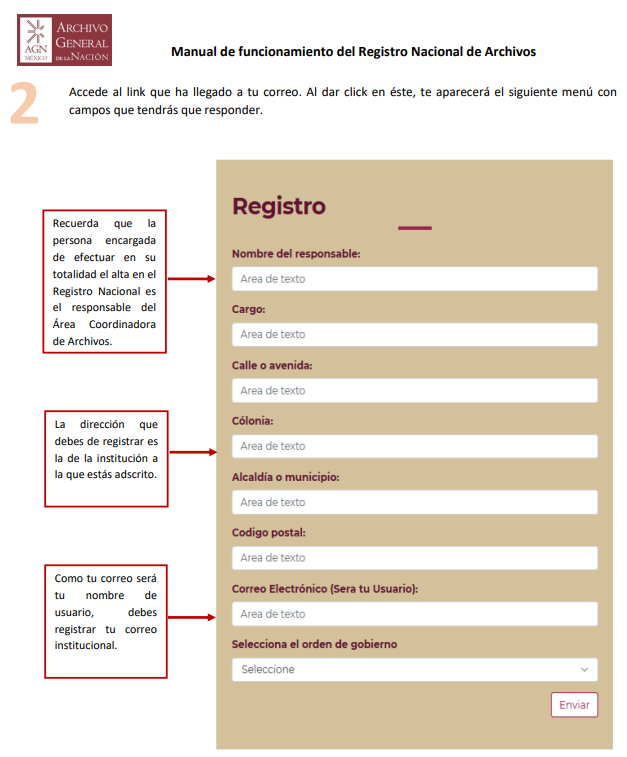 ARCHIVO
GENERAL
DE LA NACIÓN
AGN
MÉXICO
Manual de funcionamiento del Registro Nacional de Archivos
2
Accede al link que ha llegado a tu correo. Al dar click en éste, te aparecerá el siguiente menú con
campos que tendrás que responder.
Recuerda que la
persona encargada
de efectuar en su
totalidad el alta en el
Registro Nacional es
el responsable del
Área Coordinadora
de Archivos.
La dirección que
debes de registrar es
la de la institución a
la que estás adscrito.
Como tu correo será
tu nombre de
usuario, debes
registrar tu correo
institucional.
Registro
Nombre del responsable:
Area de texto
Cargo:
Area de texto
Calle o avenida:
Area de texto
Cólonia:
Area de texto
Alcaldía o municipio:
Area de texto
Codigo postal:
Area de texto
Correo Electrónico (Sera tu Usuario):
Area de texto
Selecciona el orden de gobierno
Seleccione
Enviar